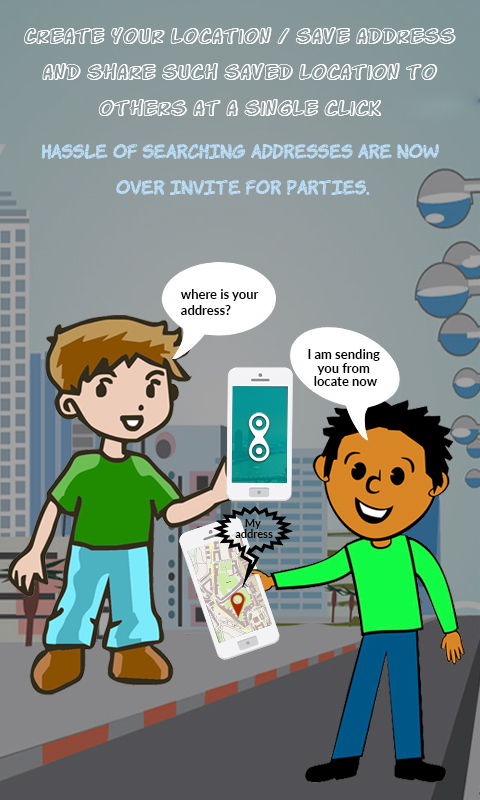 CREATE YOUR LOCATION / SAVE ADDRESS
AND SHARE SUCH SAVED LOCATION TO
OTHERS AT A SINGLE CLICK
HASSLE OF SEARCHING ADDRESSES ARE NOW
OVER INVITE FOR PARTIES.
where is your
address?
I am sending
you from
locate now
My
address